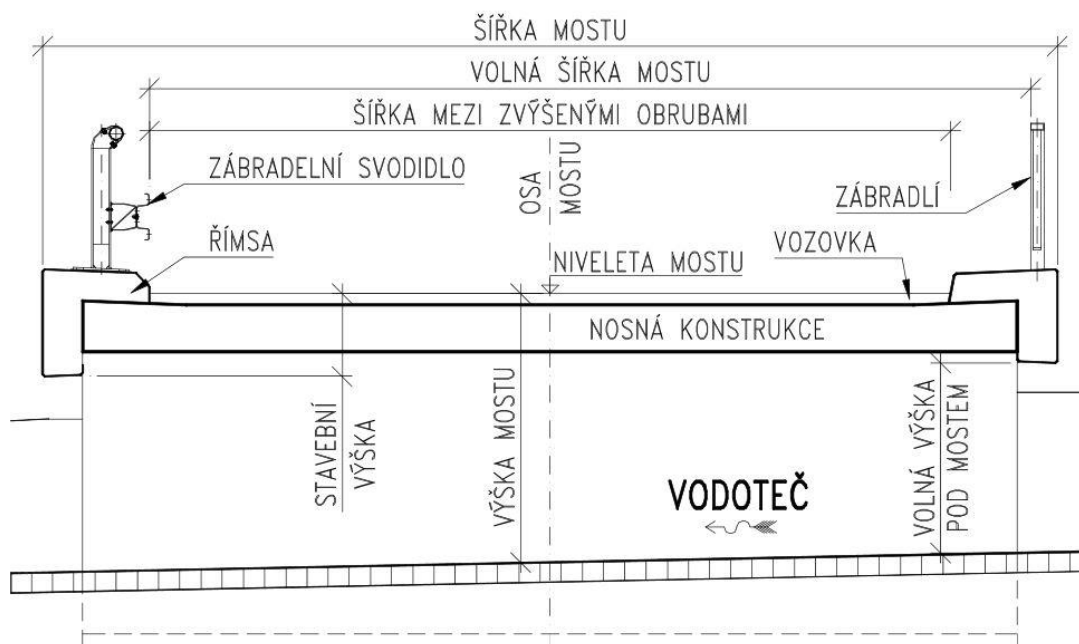 ŠÍŘKA MOSTU
VOLNÁ ŠÍŘKA MOSTU
ŠÍŘKA MEZI ZVÝŠENÝMI OBRUBAMI
ZÁBRADELNÍ SVODIDLO
OSA
MOSTU
ZÁBRADLÍ
ŘÍMSA
VOZOVKA
NIVELETA MOSTU
NOSNÁ KONSTRUKCE
STAVEBNÍ
VÝŠKA
VÝŠKA MOSTU
VODOTEČ
VOLNÁ VÝŠKA
POD MOSTEM